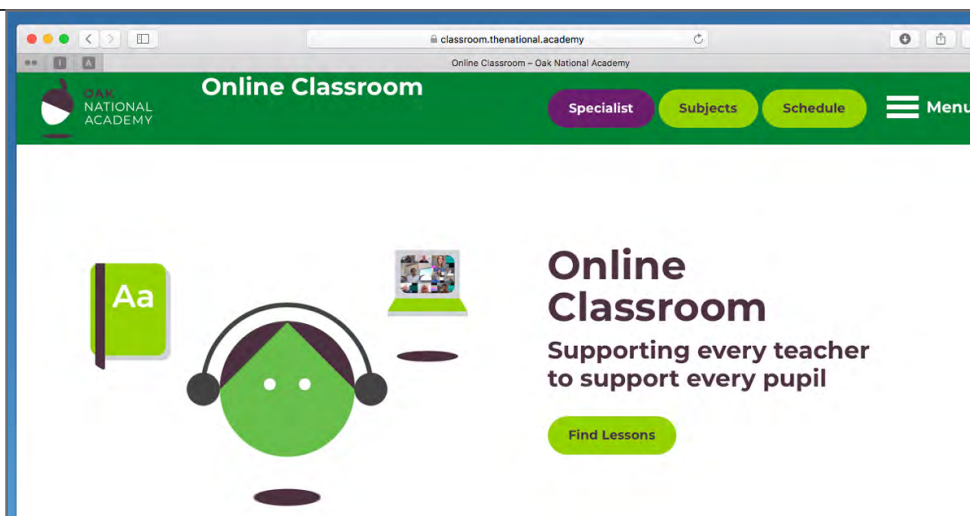 classroom.thenational.academy
I
A
Online Classroom – Oak National Academy
OAK
NATIONAL
ACADEMY
Online Classroom
Specialist
Subjects
Schedule
Menu
Aa
Online
Classroom
Supporting every teacher
to support every pupil
Find Lessons